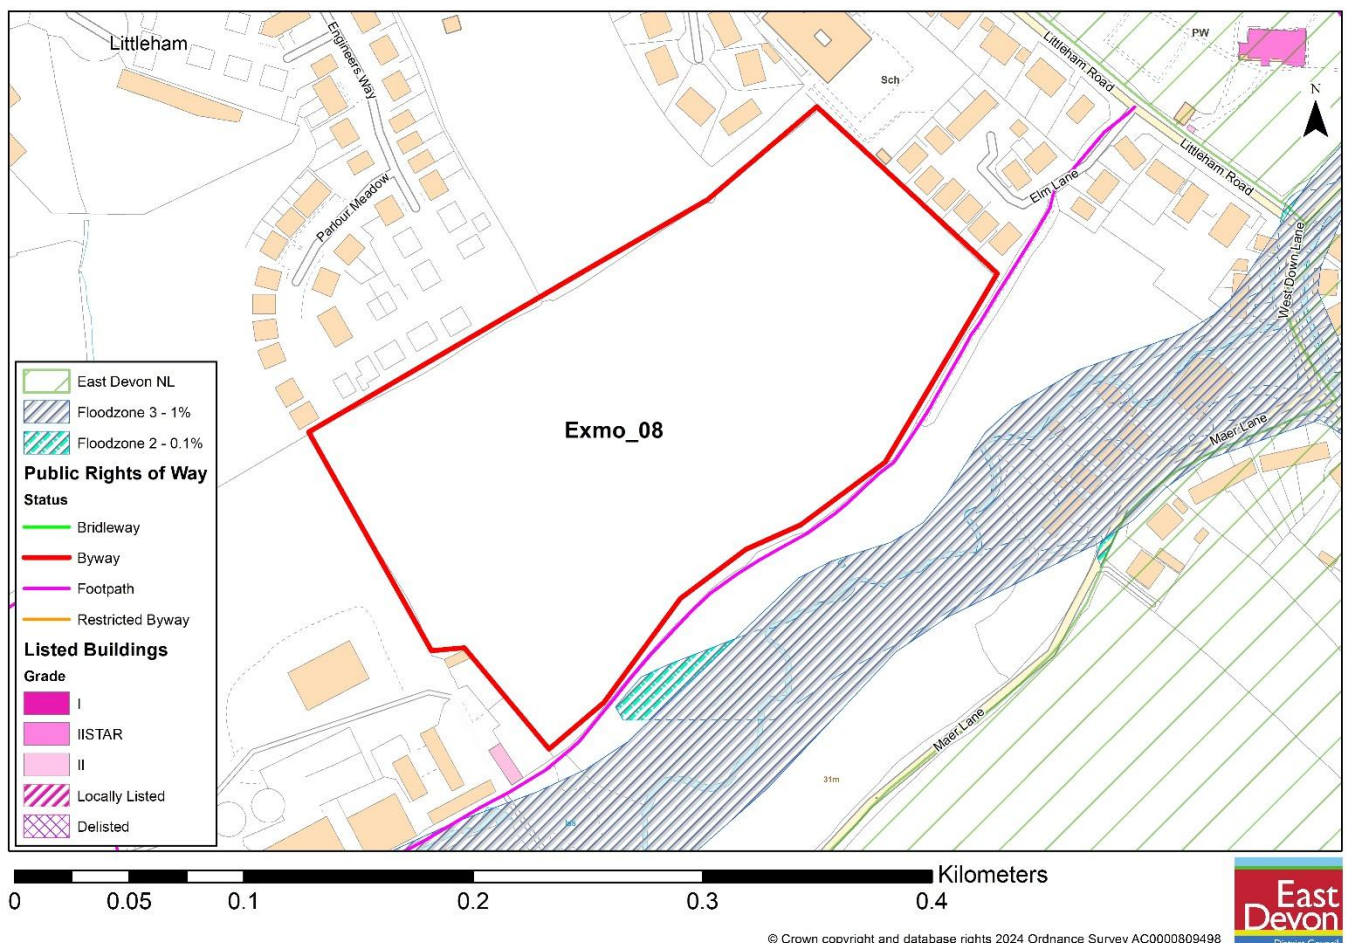 Littleham
Engineers Way
Parlour Meadow
Sch
PW
Littleham Road
N
Littleham Road
Elm Lane
West Down Lane
Maer Lane
Exmo_08
Maer Lane
31m
Iss
East Devon NL
Floodzone 3 - 1%
Floodzone 2 - 0.1%
Public Rights of Way
Status
Bridleway
Byway
Footpath
Restricted Byway
Listed Buildings
Grade
I
IISTAR
II
Locally Listed
Delisted
0 0.05 0.1 0.2 0.3 0.4 Kilometers
East
Devon
District Council
© Crown copyright and database rights 2024 Ordnance Survey AC0000809498